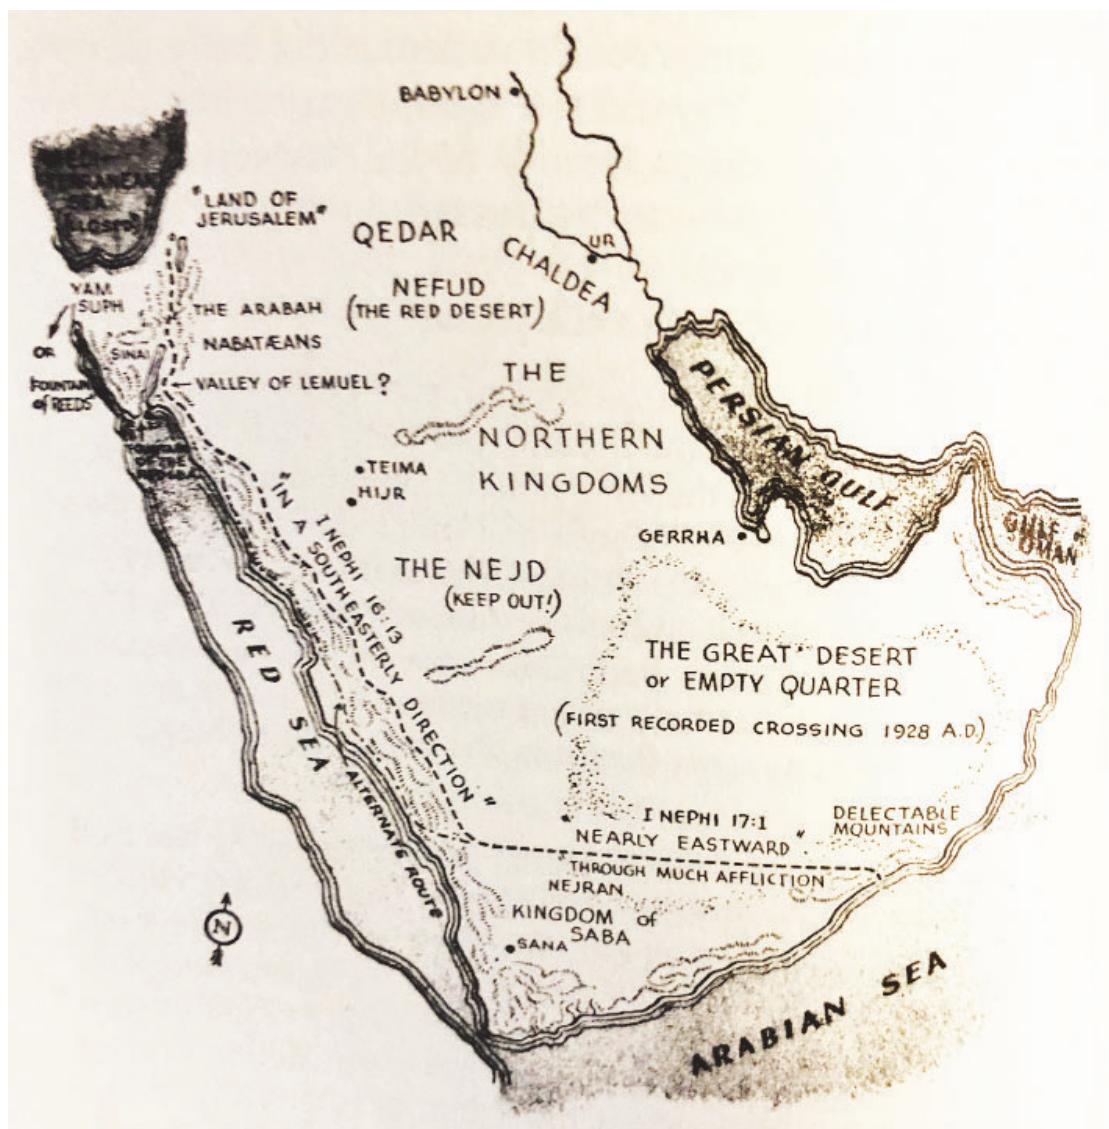 BABYLON
TERRANEAN
SEA
"LAND OF
JERUSALEM"
QEDAR
UR
CHALDEA
YAM
SUPH
THE ARABAH
NEFUD
(THE RED DESERT)
OR
SINAI
NABATÆANS
FOUNTAIN
of REEDS"
VALLEY OF LEMUEL?
THE
NORTHERN
KINGDOMS
PERSIAN GULF
TEIMA
HIJR
GULF of
OMAN
GERRHA
I NEPHI 16:13
"IN A SOUTHEASTERLY DIRECTION"
THE NEJD
(KEEP OUT!)
RED SEA
THE GREAT DESERT
or EMPTY QUARTER
(FIRST RECORDED CROSSING 1928 A.D.)
ALTERNATE ROUTE
I NEPHI 17:1
NEARLY EASTWARD"
DELECTABLE
MOUNTAINS
"THROUGH MUCH AFFLICTION
NEJRAN
KINGDOM of
SABA
SANA
N
ARABIAN SEA